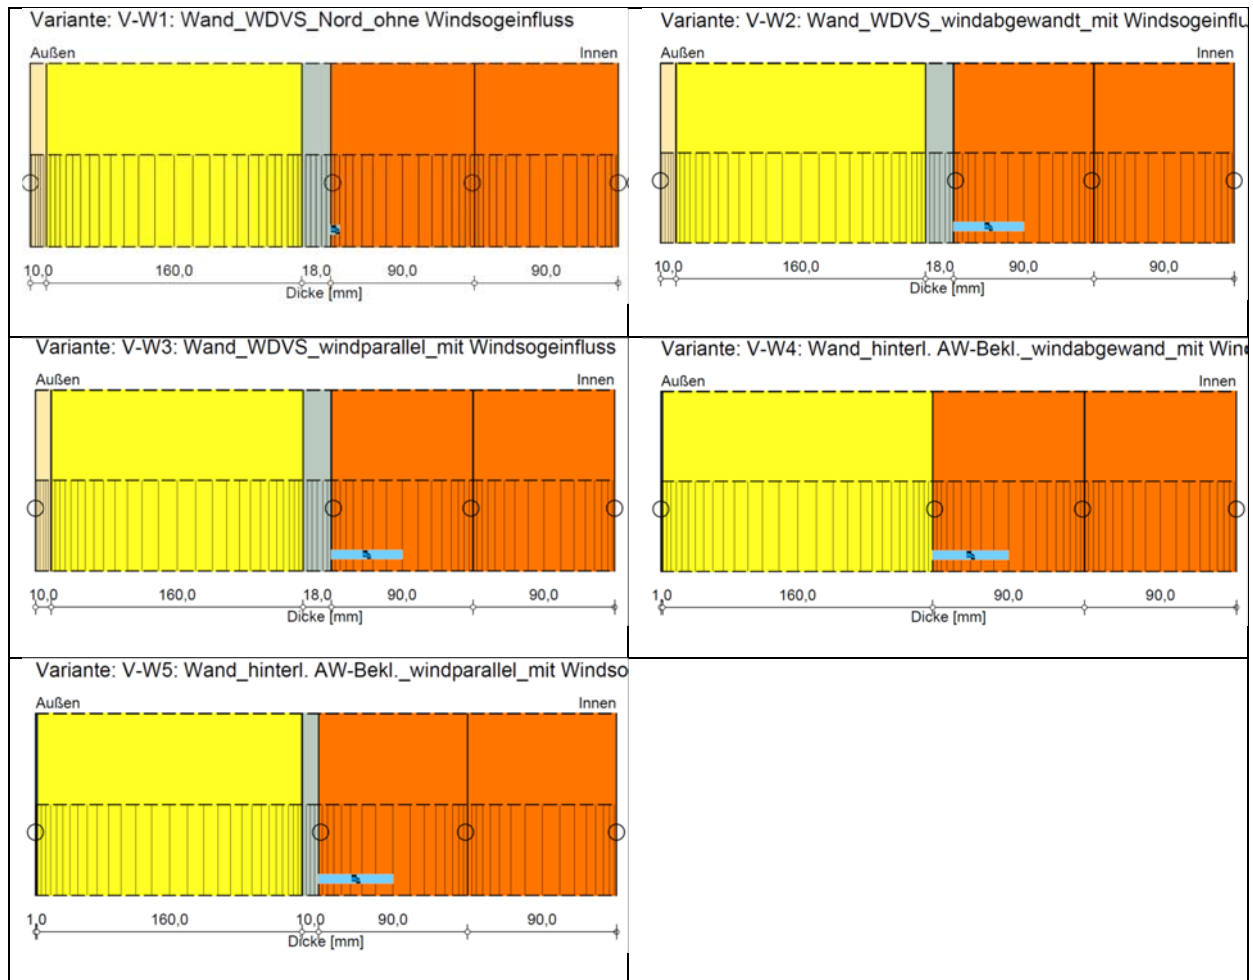 Variante: V-W1: Wand_WDVS_Nord_ohne Windsogeinfluss
Außen Innen
10,0 160,0 18,0 90,0 90,0
Dicke [mm]
Variante: V-W2: Wand_WDVS_windabgewandt_mit Windsogeinflu
Außen Innen
10,0 160,0 18,0 90,0 90,0
Dicke [mm]
Variante: V-W3: Wand_WDVS_windparallel_mit Windsogeinfluss
Außen Innen
10,0 160,0 18,0 90,0 90,0
Dicke [mm]
Variante: V-W4: Wand_hinterl. AW-Bekl._windabgewand_mit Wind
Außen Innen
1,0 160,0 90,0 90,0
Dicke [mm]
Variante: V-W5: Wand_hinterl. AW-Bekl._windparallel_mit Windso
Außen Innen
1,0 160,0 10,0 90,0 90,0
Dicke [mm]